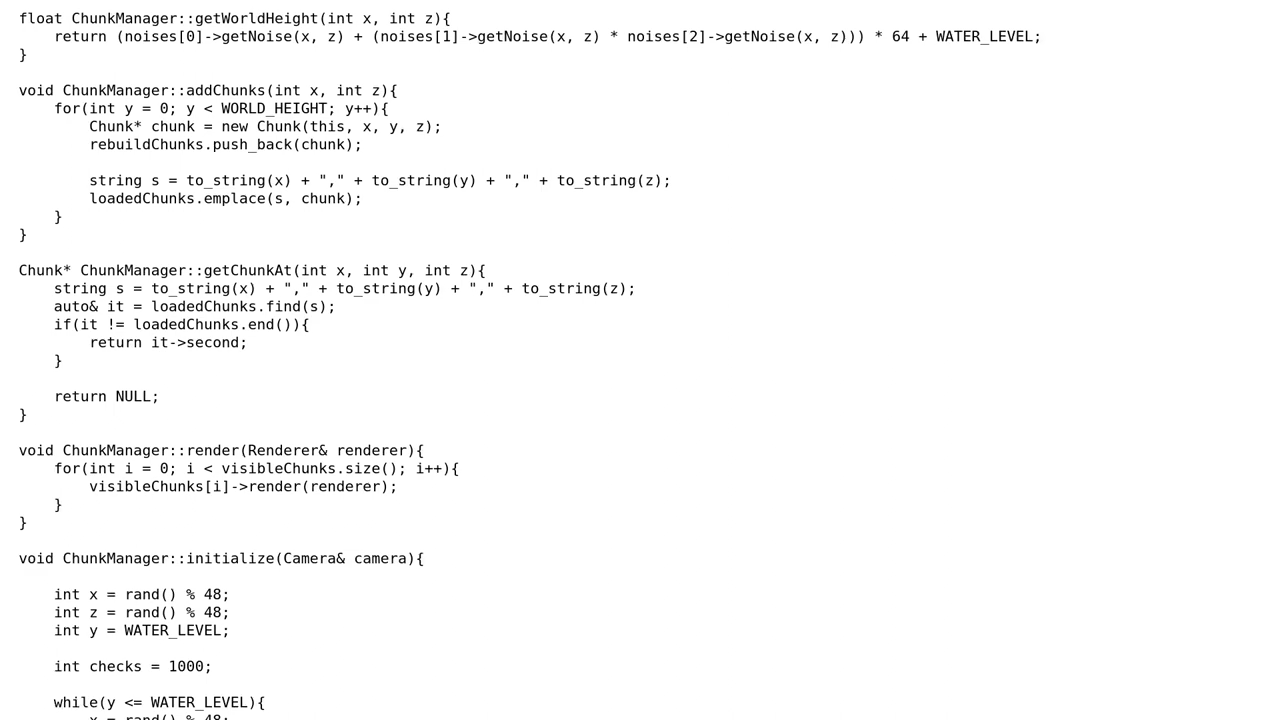 float ChunkManager::getWorldHeight(int x, int z){
    return (noises[0]->getNoise(x, z) + (noises[1]->getNoise(x, z) * noises[2]->getNoise(x, z))) * 64 + WATER_LEVEL;
}

void ChunkManager::addChunks(int x, int z){
    for(int y = 0; y < WORLD_HEIGHT; y++){
        Chunk* chunk = new Chunk(this, x, y, z);
        rebuildChunks.push_back(chunk);

        string s = to_string(x) + "," + to_string(y) + "," + to_string(z);
        loadedChunks.emplace(s, chunk);
    }
}

Chunk* ChunkManager::getChunkAt(int x, int y, int z){
    string s = to_string(x) + "," + to_string(y) + "," + to_string(z);
    auto& it = loadedChunks.find(s);
    if(it != loadedChunks.end()){
        return it->second;
    }

    return NULL;
}

void ChunkManager::render(Renderer& renderer){
    for(int i = 0; i < visibleChunks.size(); i++){
        visibleChunks[i]->render(renderer);
    }
}

void ChunkManager::initialize(Camera& camera){

    int x = rand() % 48;
    int z = rand() % 48;
    int y = WATER_LEVEL;

    int checks = 1000;

    while(y <= WATER_LEVEL){
        x = rand() % 48;